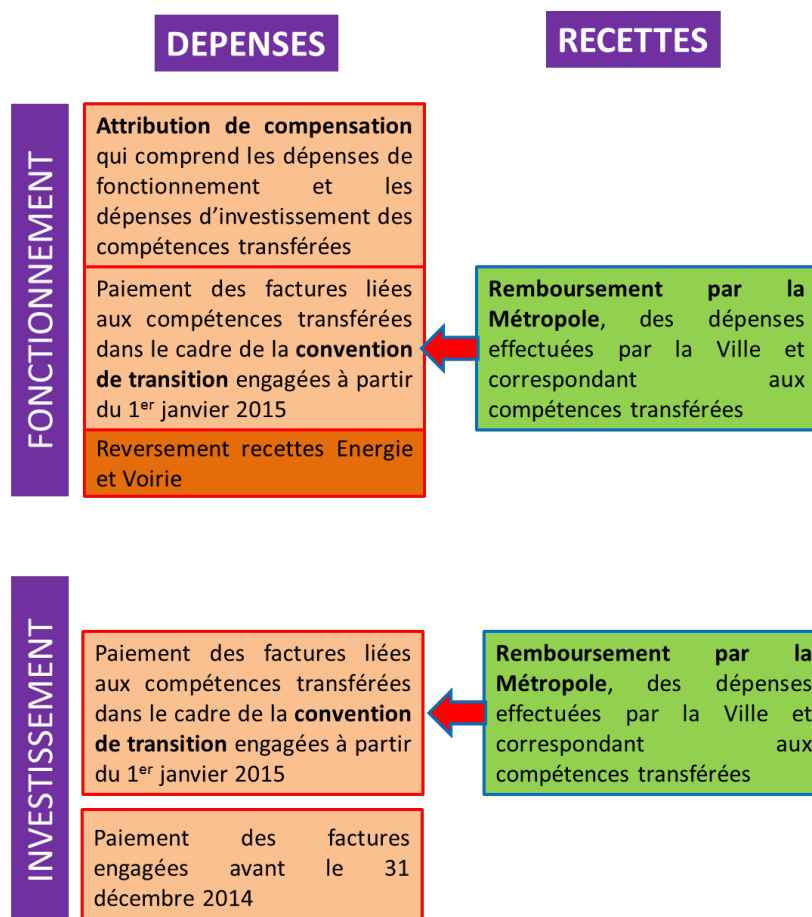 DEPENSES
RECETTES
FONCTIONNEMENT
Attribution de compensation
qui comprend les dépenses de
fonctionnement et les
dépenses d’investissement des
compétences transférées
Paiement des factures liées
aux compétences transférées
dans le cadre de la convention
de transition engagées à partir
du 1er janvier 2015
Remboursement par la
Métropole, des dépenses
effectuées par la Ville et
correspondant aux
compétences transférées
Reversement recettes Energie
et Voirie
INVESTISSEMENT
Paiement des factures liées
aux compétences transférées
dans le cadre de la convention
de transition engagées à partir
du 1er janvier 2015
Remboursement par la
Métropole, des dépenses
effectuées par la Ville et
correspondant aux
compétences transférées
Paiement des factures
engagées avant le 31
décembre 2014